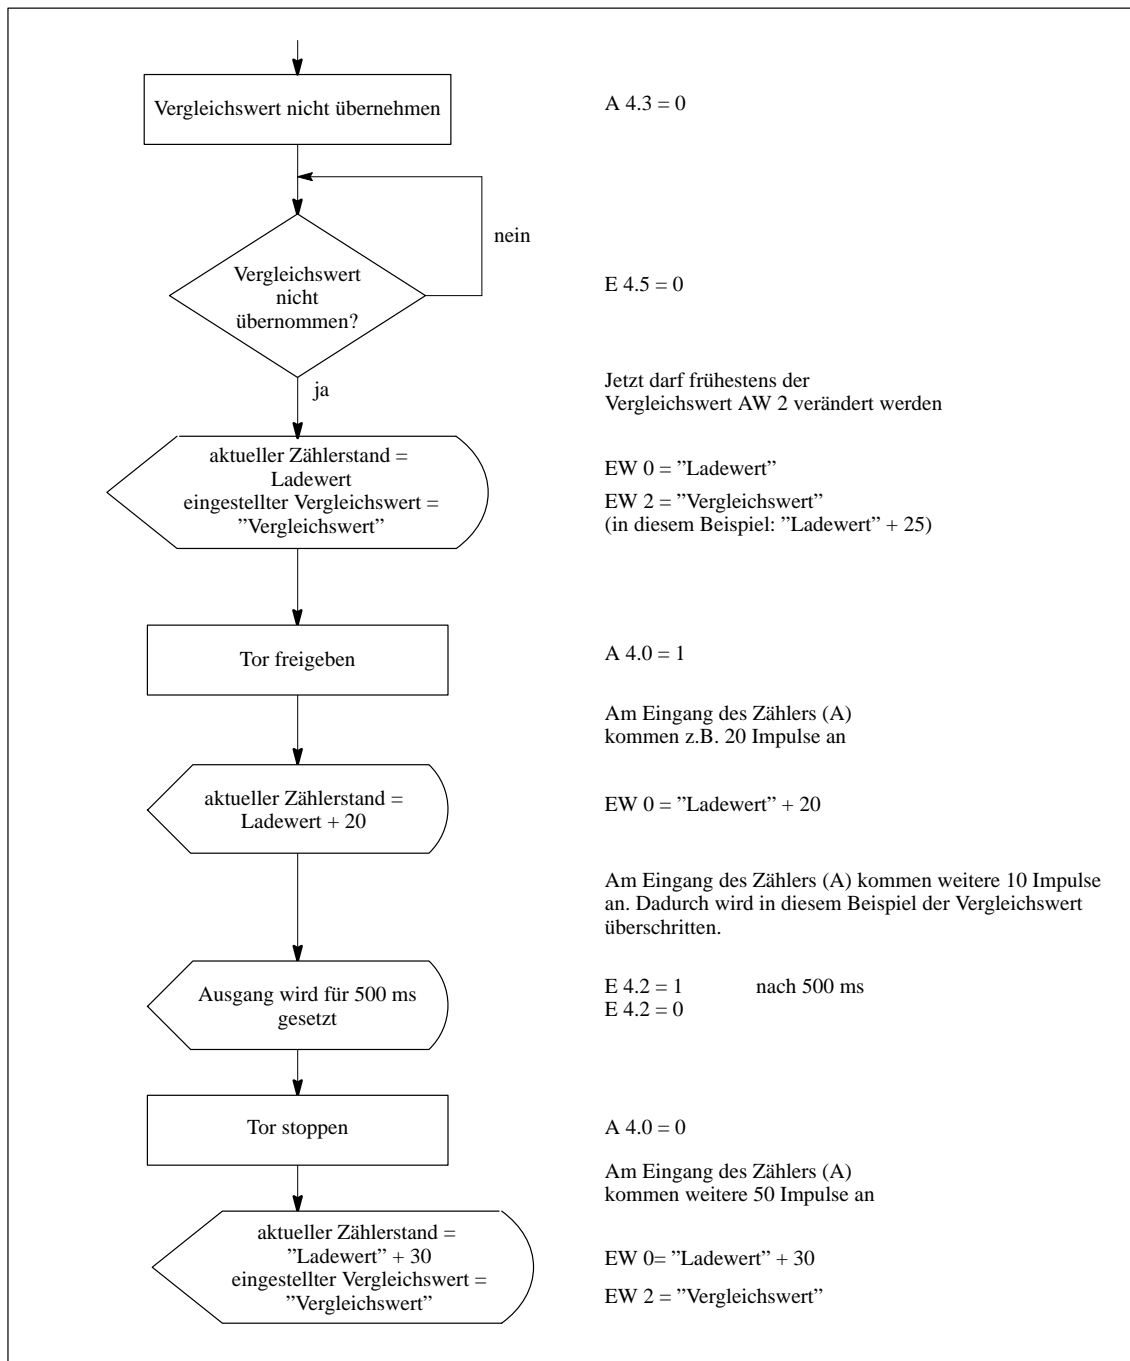 Vergleichswert nicht übernehmen
A 4.3 = 0
nein
Vergleichswert
nicht
übernommen?
E 4.5 = 0
ja
Jetzt darf frühestens der
Vergleichswert AW 2 verändert werden
aktueller Zählerstand =
Ladewert
eingestellter Vergleichswert =
”Vergleichswert”
EW 0 = ”Ladewert”
EW 2 = ”Vergleichswert”
(in diesem Beispiel: ”Ladewert” + 25)
Tor freigeben
A 4.0 = 1
Am Eingang des Zählers (A)
kommen z.B. 20 Impulse an
aktueller Zählerstand =
Ladewert + 20
EW 0 = ”Ladewert” + 20
Am Eingang des Zählers (A) kommen weitere 10 Impulse
an. Dadurch wird in diesem Beispiel der Vergleichswert
überschritten.
Ausgang wird für 500 ms
gesetzt
E 4.2 = 1 nach 500 ms
E 4.2 = 0
Tor stoppen
A 4.0 = 0
Am Eingang des Zählers (A)
kommen weitere 50 Impulse an
aktueller Zählerstand =
”Ladewert” + 30
eingestellter Vergleichswert =
”Vergleichswert”
EW 0= ”Ladewert” + 30
EW 2 = ”Vergleichswert”